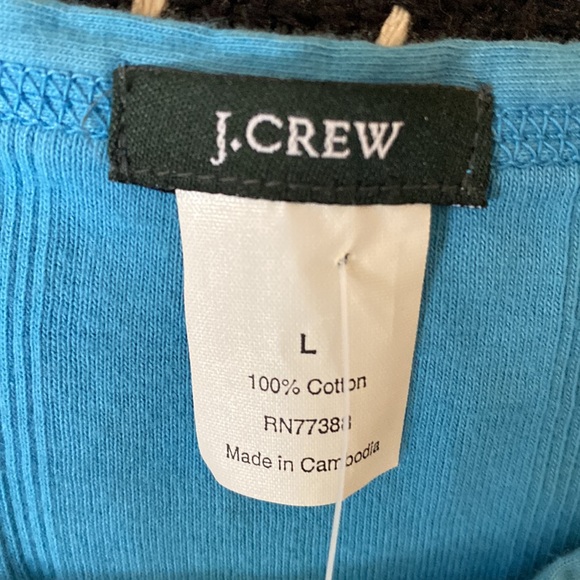 J.CREW
L
100% Cotton
RN77388
Made in Cambodia